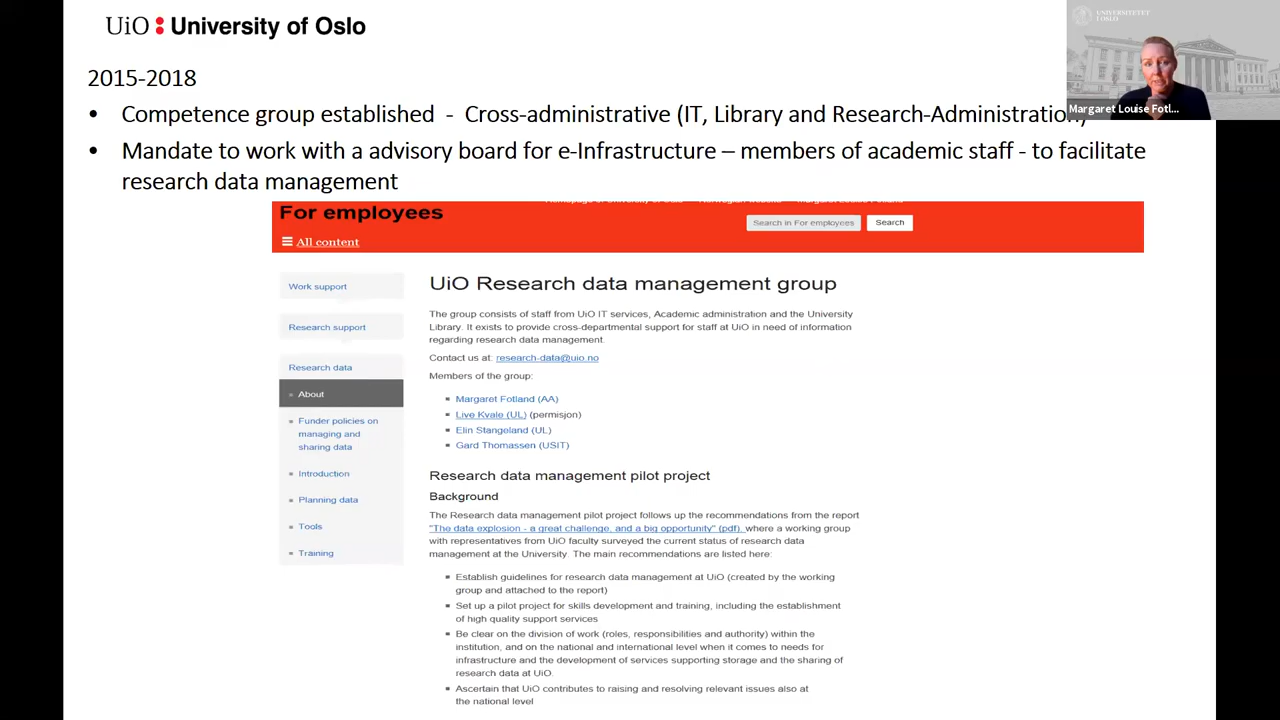 UiO : University of Oslo
UNIVERSITETET
I OSLO
Margaret Louise Fotl...
2015-2018
• Competence group established - Cross-administrative (IT, Library and Research-Administration)
• Mandate to work with a advisory board for e-Infrastructure – members of academic staff - to facilitate
research data management
For employees
Search in For employees
Search
All content
Work support
Research support
Research data
About
Funder policies on
managing and
sharing data
Introduction
Planning data
Tools
Training
UiO Research data management group
The group consists of staff from UiO IT services, Academic administration and the University
Library. It exists to provide cross-departmental support for staff at UiO in need of information
regarding research data management.
Contact us at: research-data@uio.no
Members of the group:
Margaret Fotland (AA)
Live Kvale (UL) (permisjon)
Elin Stangeland (UL)
Gard Thomassen (USIT)
Research data management pilot project
Background
The Research data management pilot project follows up the recommendations from the report
"The data explosion - a great challenge, and a big opportunity" (pdf), where a working group
with representatives from UiO faculty surveyed the current status of research data
management at the University. The main recommendations are listed here:
Establish guidelines for research data management at UiO (created by the working
group and attached to the report)
Set up a pilot project for skills development and training, including the establishment
of high quality support services
Be clear on the division of work (roles, responsibilities and authority) within the
institution, and on the national and international level when it comes to needs for
infrastructure and the development of services supporting storage and the sharing of
research data at UiO.
Ascertain that UiO contributes to raising and resolving relevant issues also at
the national level